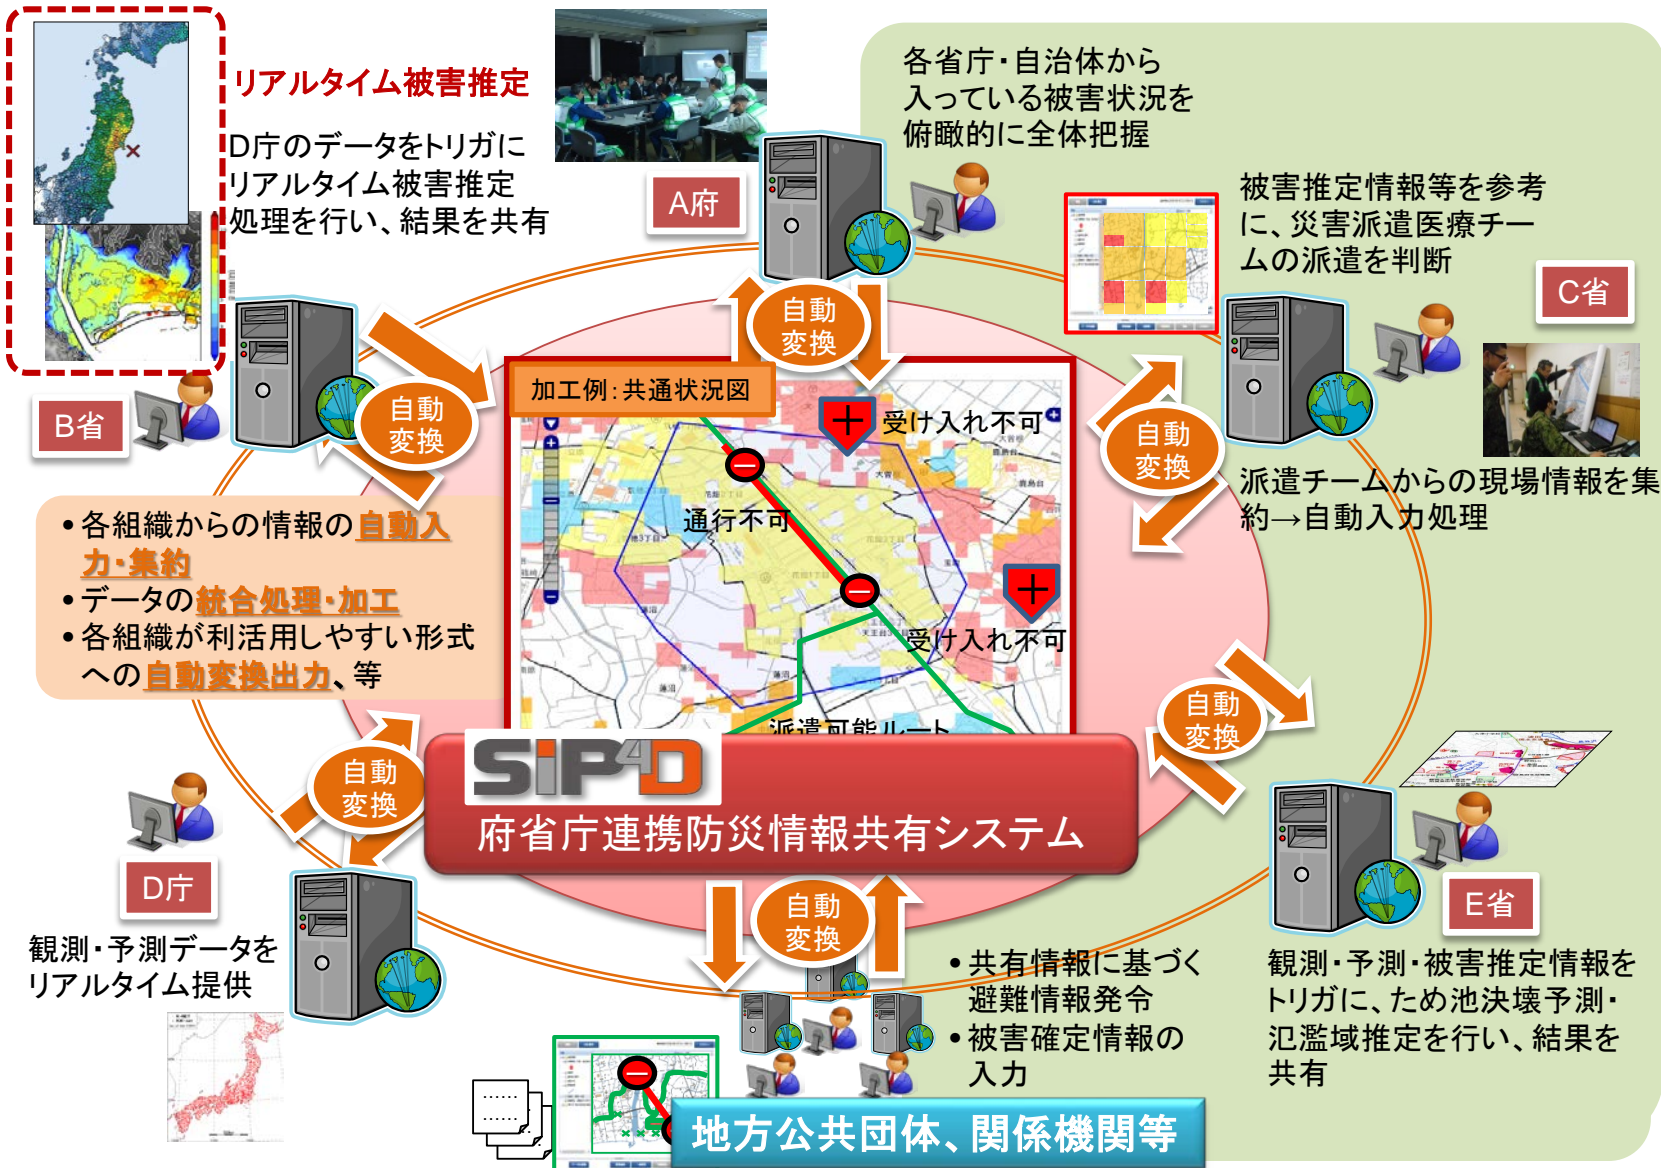 リアルタイム被害推定
D庁のデータをトリガに
リアルタイム被害推定
処理を行い、結果を共有
A府
各省庁・自治体から
入っている被害状況を
俯瞰的に全体把握
被害推定情報等を参考
に、災害派遣医療チー
ムの派遣を判断
C省
派遣チームからの現場情報を集
約→自動入力処理
B省
自動
変換
自動
変換
自動
変換
加工例：共通状況図
受け入れ不可
通行不可
受け入れ不可
派遣可能ルート
•各組織からの情報の自動入
力・集約
•データの統合処理・加工
•各組織が利活用しやすい形式
への自動変換出力、等
自動
変換
自動
変換
SiP4D
府省庁連携防災情報共有システム
D庁
観測・予測データを
リアルタイム提供
自動
変換
•共有情報に基づく
避難情報発令
•被害確定情報の
入力
E省
観測・予測・被害推定情報を
トリガに、ため池決壊予測・
氾濫域推定を行い、結果を
共有
地方公共団体、関係機関等